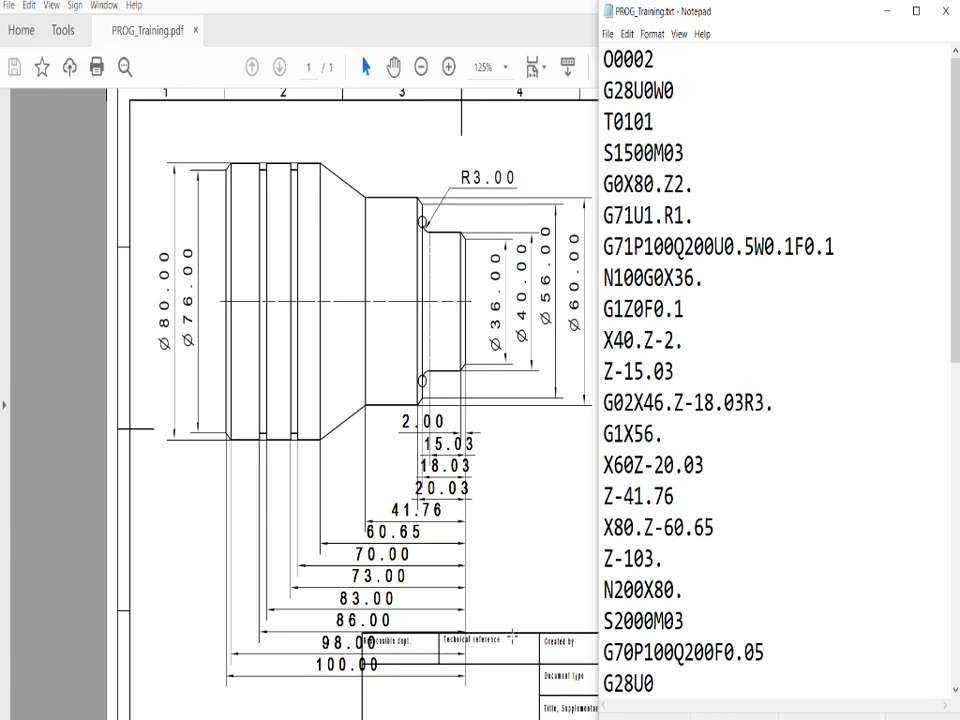 File Edit View Sign Window Help
Home Tools PROG_Training.pdf ×
1 / 1 125%
1 2 3 4
R3.00
Ø80.00
Ø76.00
Ø36.00
Ø40.00
Ø56.00
Ø60.00
2.00
15.03
18.03
20.03
41.76
60.65
70.00
73.00
83.00
86.00
98.00
100.00
Technical reference
Created by
Document type
PROG_Training.txt - Notepad
File Edit Format View Help
O0002
G28U0W0
T0101
S1500M03
G0X80.Z2.
G71U1.R1.
G71P100Q200U0.5W0.1F0.1
N100G0X36.
G1Z0F0.1
X40.Z-2.
Z-15.03
G02X46.Z-18.03R3.
G1X56.
X60Z-20.03
Z-41.76
X80.Z-60.65
Z-103.
N200X80.
S2000M03
G70P100Q200F0.05
G28U0